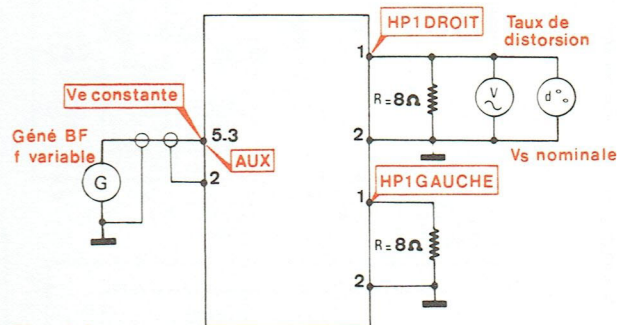 HP1 DROIT
Taux de
distorsion
1
Ve constante
R=8Ω
V
d%
Géné BF
f variable
5.3
2
AUX
Vs nominale
G
2
HP1 GAUCHE
1
R=8Ω
2